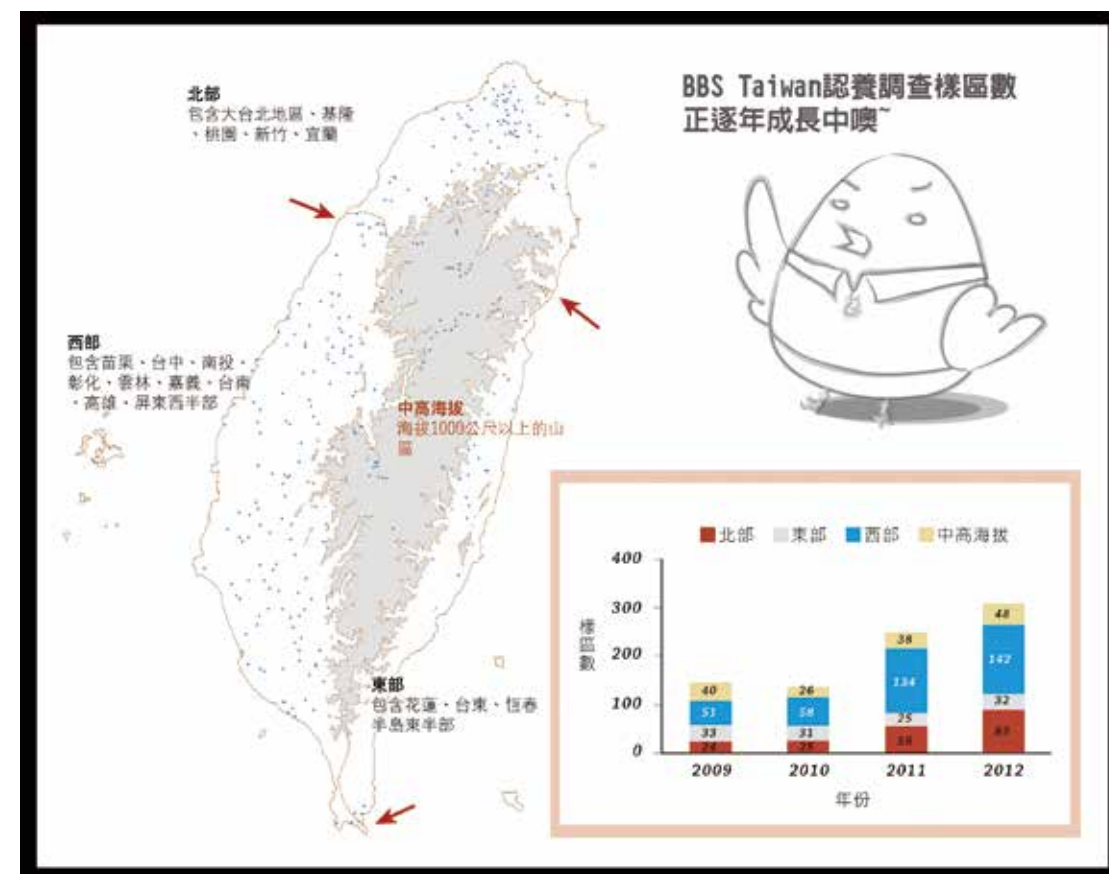 BBS Taiwan認養調查樣區數
正逐年成長中噢~
北部
包含大台北地區、基隆
、桃園、新竹、宜蘭
西部
包含苗栗、台中、南投、
彰化、雲林、嘉義、台南
、高雄、屏東西半部
中高海拔
海拔1000公尺以上的山
區
東部
包含花蓮、台東、恆春
半島東半部
北部 東部 西部 中高海拔
樣區數
400
300
200
100
0
40
51
33
24
26
58
31
25
38
134
25
48
142
32
2009 2010 2011 2012
年份